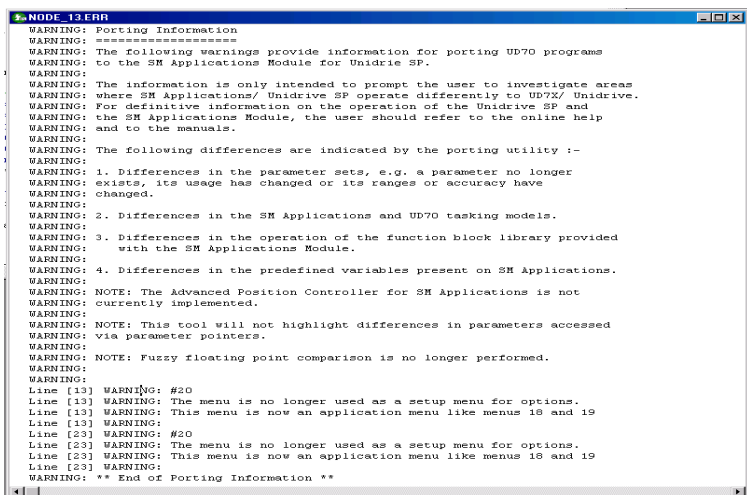 NODE_13.ERR
WARNING: Porting Information
WARNING: ===================
WARNING: The following warnings provide information for porting UD70 programs
WARNING: to the SM Applications Module for Unidrie SP.
WARNING:
WARNING: The information is only intended to prompt the user to investigate areas
WARNING: where SM Applications/ Unidrive SP operate differently to UD7X/ Unidrive.
WARNING: For definitive information on the operation of the Unidrive SP and
WARNING: the SM Applications Module, the user should refer to the online help
WARNING: and to the manuals.
WARNING:
WARNING: The following differences are indicated by the porting utility :-
WARNING:
WARNING: 1. Differences in the parameter sets, e.g. a parameter no longer
WARNING: exists, its usage has changed or its ranges or accuracy have
WARNING: changed.
WARNING:
WARNING: 2. Differences in the SM Applications and UD70 tasking models.
WARNING:
WARNING: 3. Differences in the operation of the function block library provided
WARNING: with the SM Applications Module.
WARNING:
WARNING: 4. Differences in the predefined variables present on SM Applications.
WARNING:
WARNING: NOTE: The Advanced Position Controller for SM Applications is not
WARNING: currently implemented.
WARNING:
WARNING: NOTE: This tool will not highlight differences in parameters accessed
WARNING: via parameter pointers.
WARNING:
WARNING: NOTE: Fuzzy floating point comparison is no longer performed.
WARNING:
WARNING:
Line [13] WARNING: #20
Line [13] WARNING: The menu is no longer used as a setup menu for options.
Line [13] WARNING: This menu is now an application menu like menus 18 and 19
Line [13] WARNING:
Line [23] WARNING: #20
Line [23] WARNING: The menu is no longer used as a setup menu for options.
Line [23] WARNING: This menu is now an application menu like menus 18 and 19
Line [23] WARNING:
WARNING: ** End of Porting Information **